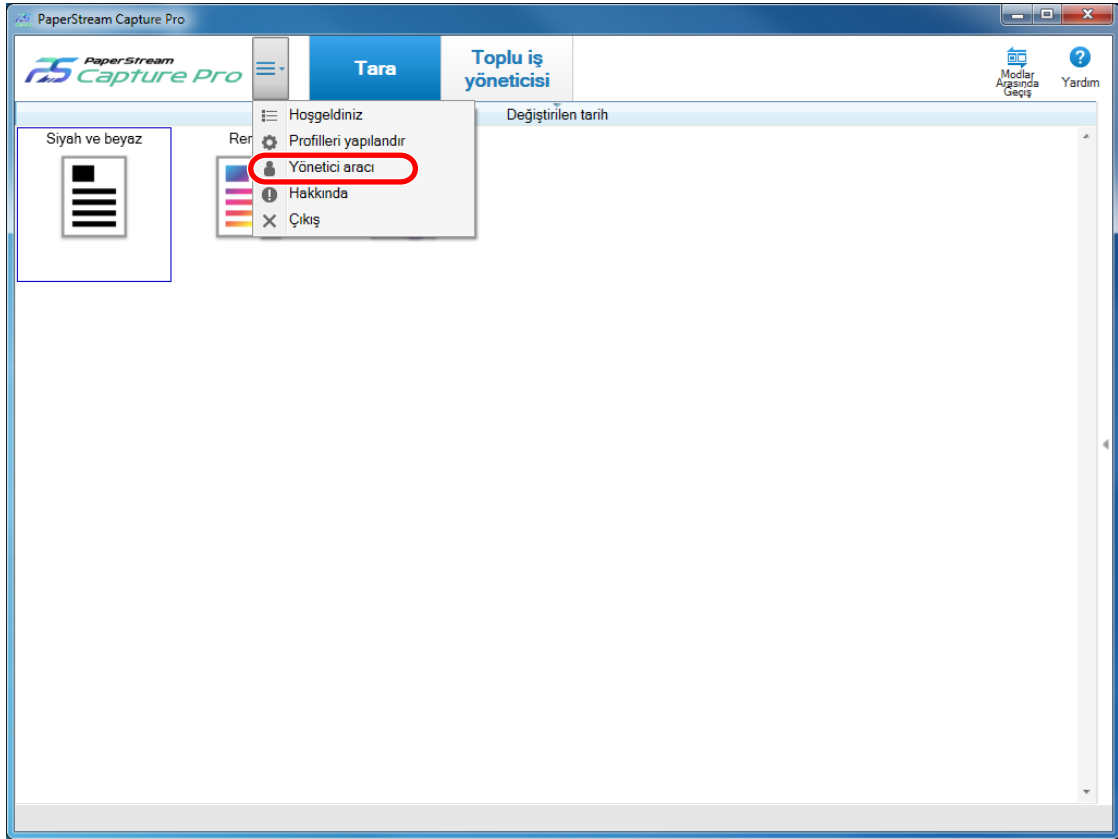 PaperStream Capture Pro
PaperStream
Capture Pro
Tara
Toplu iş
yöneticisi
Modlar
Arasında
Geçiş
Yardım
Değiştirilen tarih
Hoşgeldiniz
Profilleri yapılandır
Yönetici aracı
Hakkında
Çıkış
Siyah ve beyaz